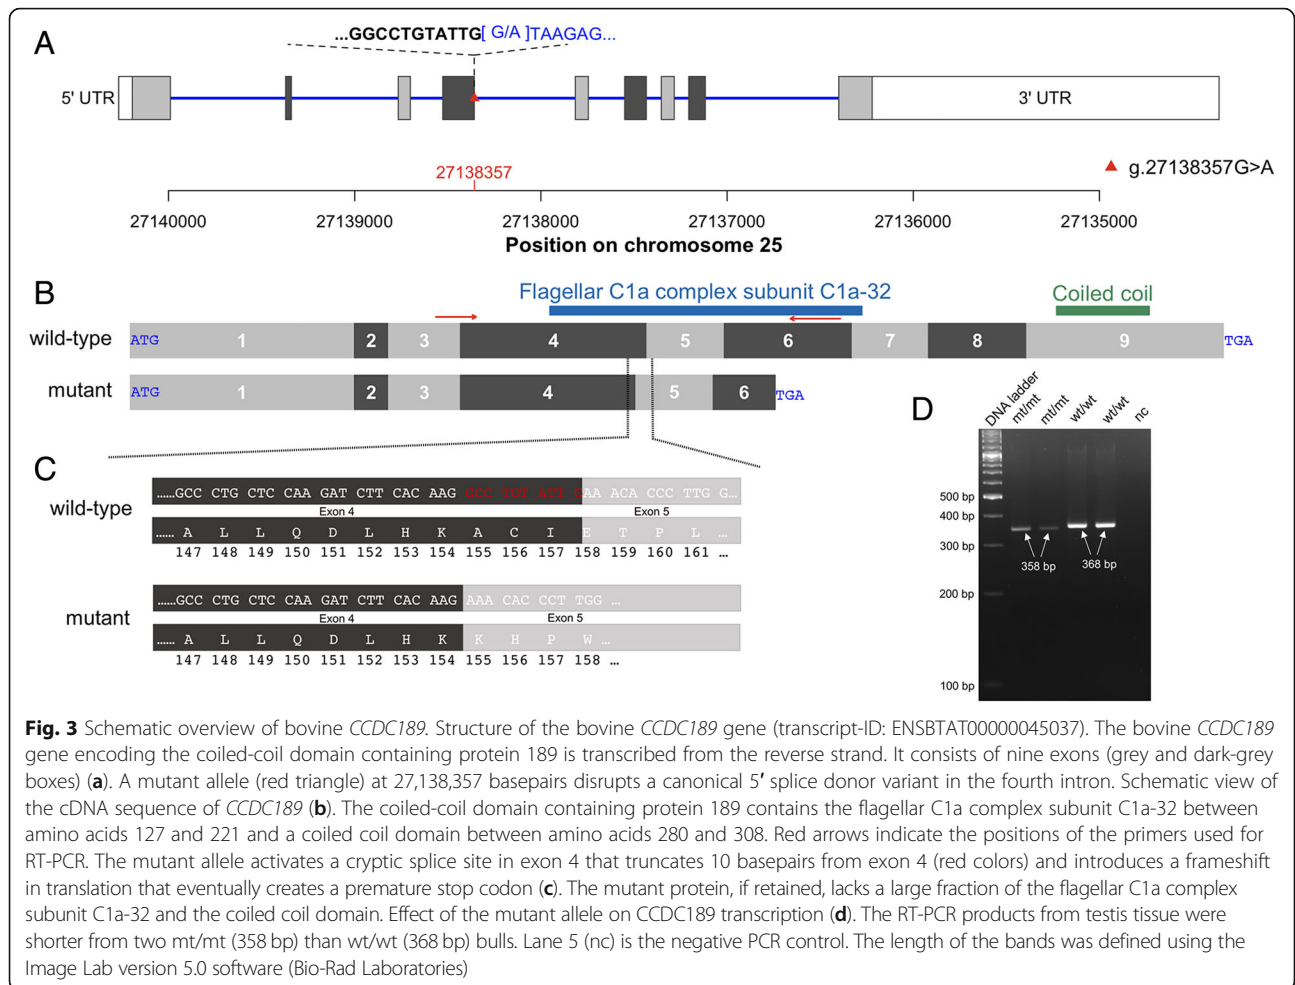 A
...GGCCTGTATTG[ G/A ]TAAGAG...
5' UTR
3' UTR
27138357
g.27138357G>A
27140000 27139000 27138000 27137000 27136000 27135000
Position on chromosome 25
B
Flagellar C1a complex subunit C1a-32
Coiled coil
wild-type
ATG 1 2 3 4 5 6 7 8 9 TGA
mutant
ATG 1 2 3 4 5 6 TGA
C
wild-type
......GCC CTG CTC CAA GAT CTT CAC AAG GCC TGT ATT GAA ACA CCC TTG G...
Exon 4 Exon 5
...... A L L Q D L H K A C I E T P L ...
147 148 149 150 151 152 153 154 155 156 157 158 159 160 161 ...
mutant
......GCC CTG CTC CAA GAT CTT CAC AAG AAA CAC CCT TGG ...
Exon 4 Exon 5
...... A L L Q D L H K K H P W ...
147 148 149 150 151 152 153 154 155 156 157 158 ...
D
DNA ladder mt/mt mt/mt wt/wt wt/wt nc
500 bp
400 bp
300 bp
358 bp 368 bp
200 bp
100 bp
Fig. 3 Schematic overview of bovine CCDC189. Structure of the bovine CCDC189 gene (transcript-ID: ENSBTAT00000045037). The bovine CCDC189
gene encoding the coiled-coil domain containing protein 189 is transcribed from the reverse strand. It consists of nine exons (grey and dark-grey
boxes) (a). A mutant allele (red triangle) at 27,138,357 basepairs disrupts a canonical 5′ splice donor variant in the fourth intron. Schematic view of
the cDNA sequence of CCDC189 (b). The coiled-coil domain containing protein 189 contains the flagellar C1a complex subunit C1a-32 between
amino acids 127 and 221 and a coiled coil domain between amino acids 280 and 308. Red arrows indicate the positions of the primers used for
RT-PCR. The mutant allele activates a cryptic splice site in exon 4 that truncates 10 basepairs from exon 4 (red colors) and introduces a frameshift
in translation that eventually creates a premature stop codon (c). The mutant protein, if retained, lacks a large fraction of the flagellar C1a complex
subunit C1a-32 and the coiled coil domain. Effect of the mutant allele on CCDC189 transcription (d). The RT-PCR products from testis tissue were
shorter from two mt/mt (358 bp) than wt/wt (368 bp) bulls. Lane 5 (nc) is the negative PCR control. The length of the bands was defined using the
Image Lab version 5.0 software (Bio-Rad Laboratories)